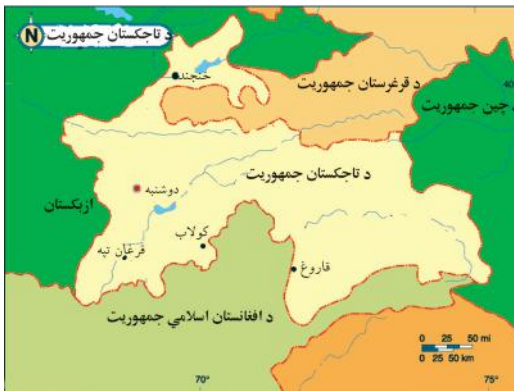 د تاجکستان جمهوریت
N
خنجند
د قرغزستان جمهوریت
40
د چین جمهوریت
د تاجکستان جمهوریت
دوشنبه
ازبکستان
کولاب
فرغان تپه
قاروغ
د افغانستان اسلامي جمهوریت
0 25 50 mi
0 25 50 km
70°
75°